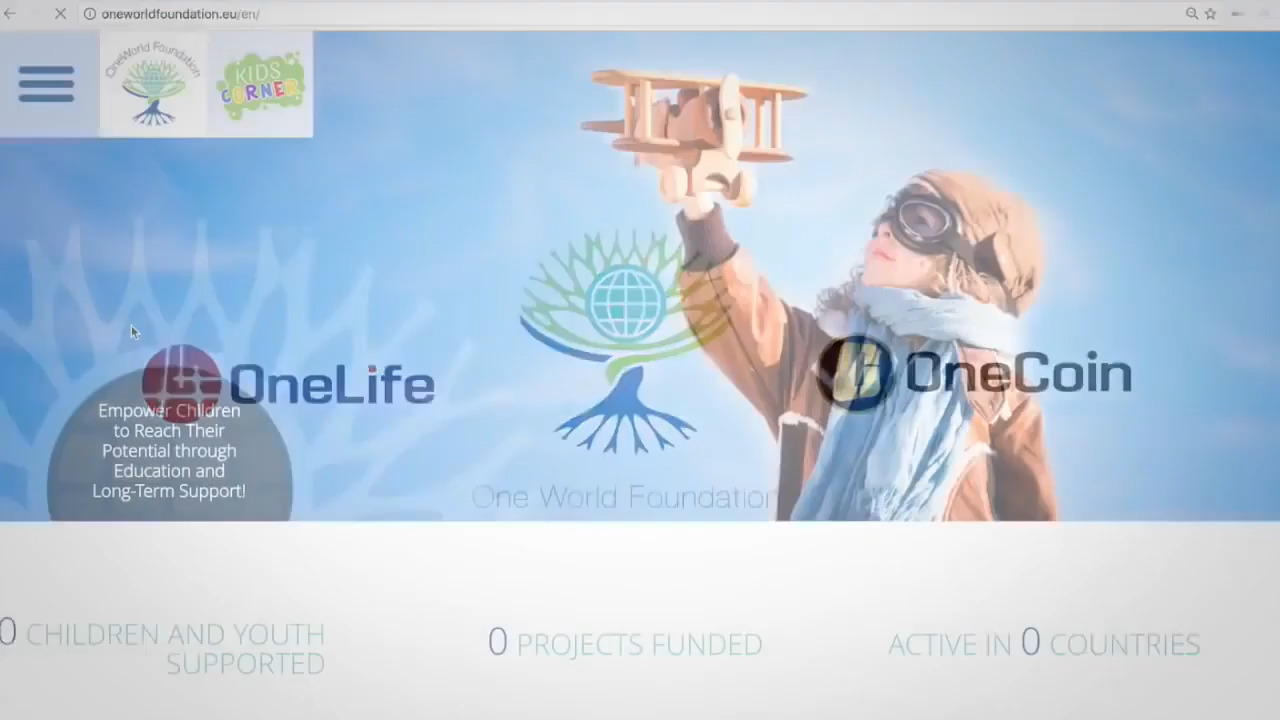 oneworldfoundation.eu/en/
OneWorld Foundation
KIDS
CORNER
OneLife
OneCoin
Empower Children
to Reach Their
Potential through
Education and
Long-Term Support!
One World Foundation
0 CHILDREN AND YOUTH
SUPPORTED
0 PROJECTS FUNDED
ACTIVE IN 0 COUNTRIES